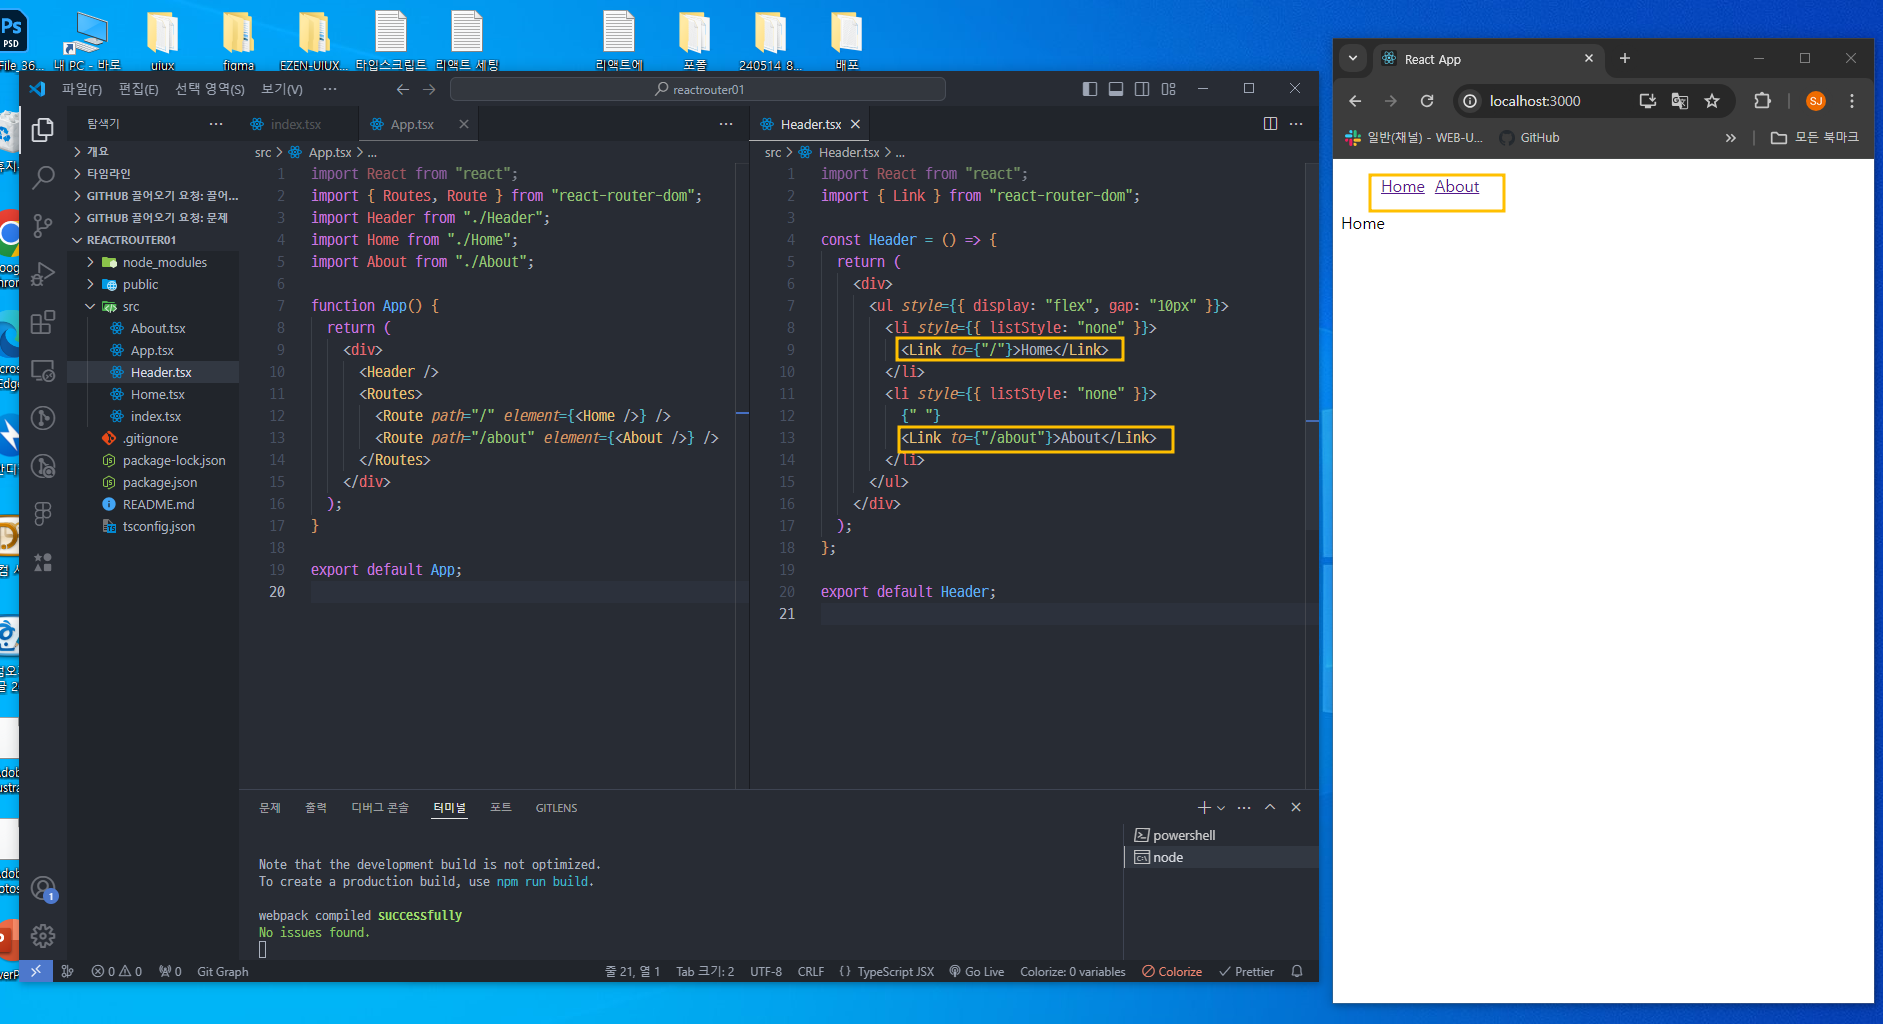 Ps
PSD
File_36...
내 PC - 바로
uiux
figma
EZEN-UIUX...
타입스크립트
리액트 세팅
리액트에
포폴
240514_8...
배포
파일(F)
편집(E)
선택 영역(S)
보기(V)
reactrouter01
탐색기
개요
타임라인
GITHUB 끌어오기 요청: 끌어...
GITHUB 끌어오기 요청: 문제
REACTROUTER01
node_modules
public
src
About.tsx
App.tsx
Header.tsx
Home.tsx
index.tsx
.gitignore
package-lock.json
package.json
README.md
tsconfig.json
index.tsx
App.tsx
src > App.tsx > ...
1 import React from "react";
2 import { Routes, Route } from "react-router-dom";
3 import Header from "./Header";
4 import Home from "./Home";
5 import About from "./About";
6
7 function App() {
8 return (
9 <div>
10 <Header />
11 <Routes>
12 <Route path="/" element={<Home />} />
13 <Route path="/about" element={<About />} />
14 </Routes>
15 </div>
16 );
17 }
18
19 export default App;
20
Header.tsx
src > Header.tsx > ...
1 import React from "react";
2 import { Link } from "react-router-dom";
3
4 const Header = () => {
5 return (
6 <div>
7 <ul style={{ display: "flex", gap: "10px" }}>
8 <li style={{ listStyle: "none" }}>
9 <Link to={"/"}>Home</Link>
10 </li>
11 <li style={{ listStyle: "none" }}>
12 {" "}
13 <Link to={"/about"}>About</Link>
14 </li>
15 </ul>
16 </div>
17 );
18 };
19
20 export default Header;
21
문제
출력
디버그 콘솔
터미널
포트
GITLENS
Note that the development build is not optimized.
To create a production build, use npm run build.
webpack compiled successfully
No issues found.
powershell
node
1
0 0
0
Git Graph
줄 21, 열 1
Tab 크기: 2
UTF-8
CRLF
{ } TypeScript JSX
Go Live
Colorize: 0 variables
Colorize
Prettier
React App
localhost:3000
SJ
일반(채널) - WEB-U...
GitHub
모든 북마크
Home About
Home